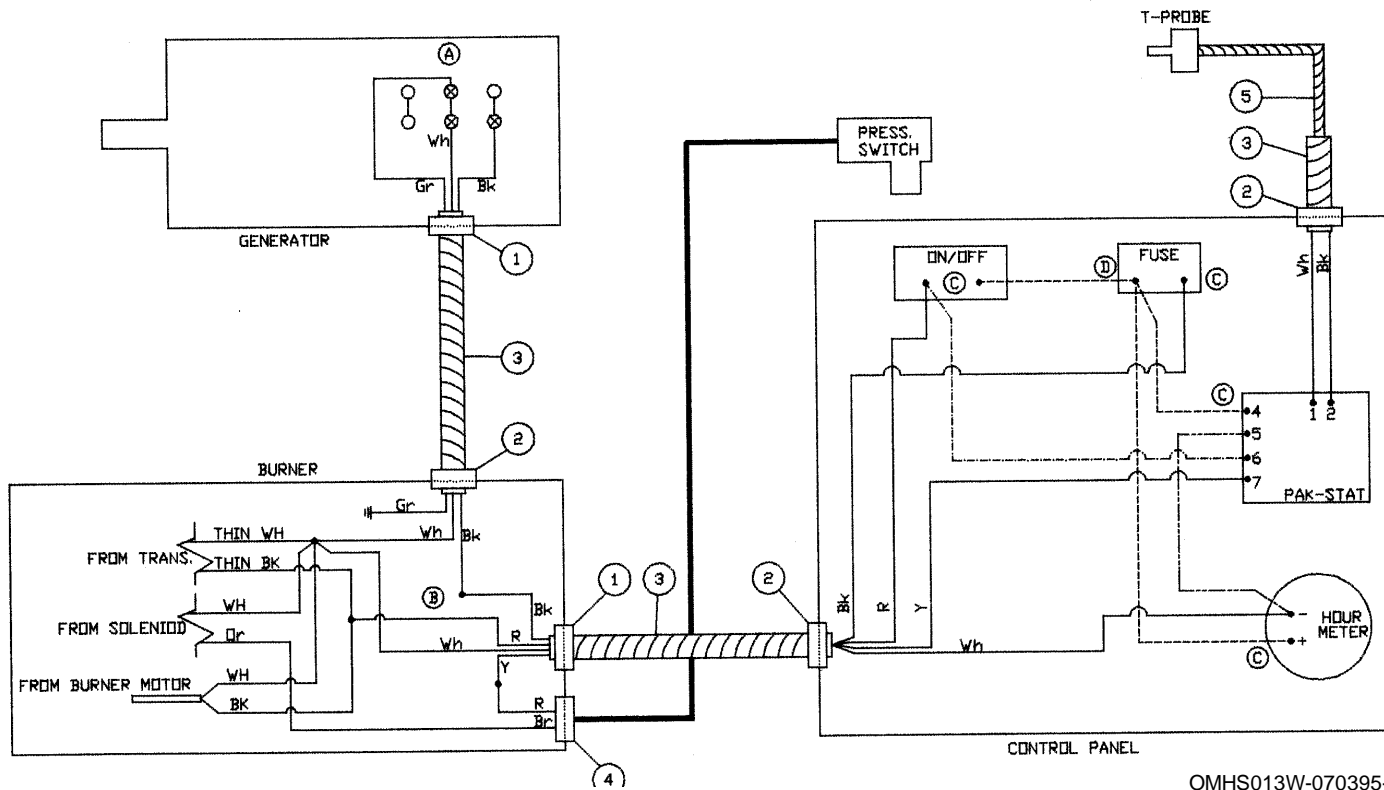 T-PROBE
A
5
PRESS.
SWITCH
Wh
3
Gr
Bk
2
GENERATOR
1
ON/OFF
FUSE
C
D
C
Wh
Bk
3
C
4
1
2
5
6
7
PAK-STAT
2
BURNER
Gr
Wh
Bk
THIN WH
FROM TRANS.
THIN BK
1
3
2
B
Bk
Bk
R
Y
WH
FROM SOLENIOD
Or
R
Wh
Wh
-
HOUR
METER
+
C
Y
FROM BURNER MOTOR
WH
BK
R
Br
4
CONTROL PANEL
OMHS013W-070395-